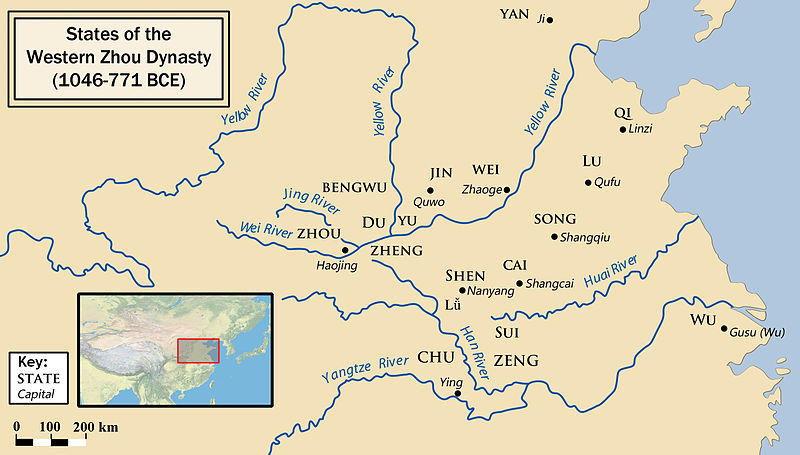 States of the
Western Zhou Dynasty
(1046-771 BCE)
YAN
Ji
Yellow River
Yellow River
Yellow River
QI
Linzi
LU
Qufu
JIN
Quwo
WEI
Zhaoge
BENGWU
Jing River
DU
YU
Wei River
ZHOU
Haojing
ZHENG
SONG
Shangqiu
CAI
Shangcai
SHEN
Nanyang
LǙ
Huai River
SUI
WU
Gusu (Wu)
Han River
CHU
ZENG
Yangtze River
Ying
Key:
STATE
Capital
0 100 200 km